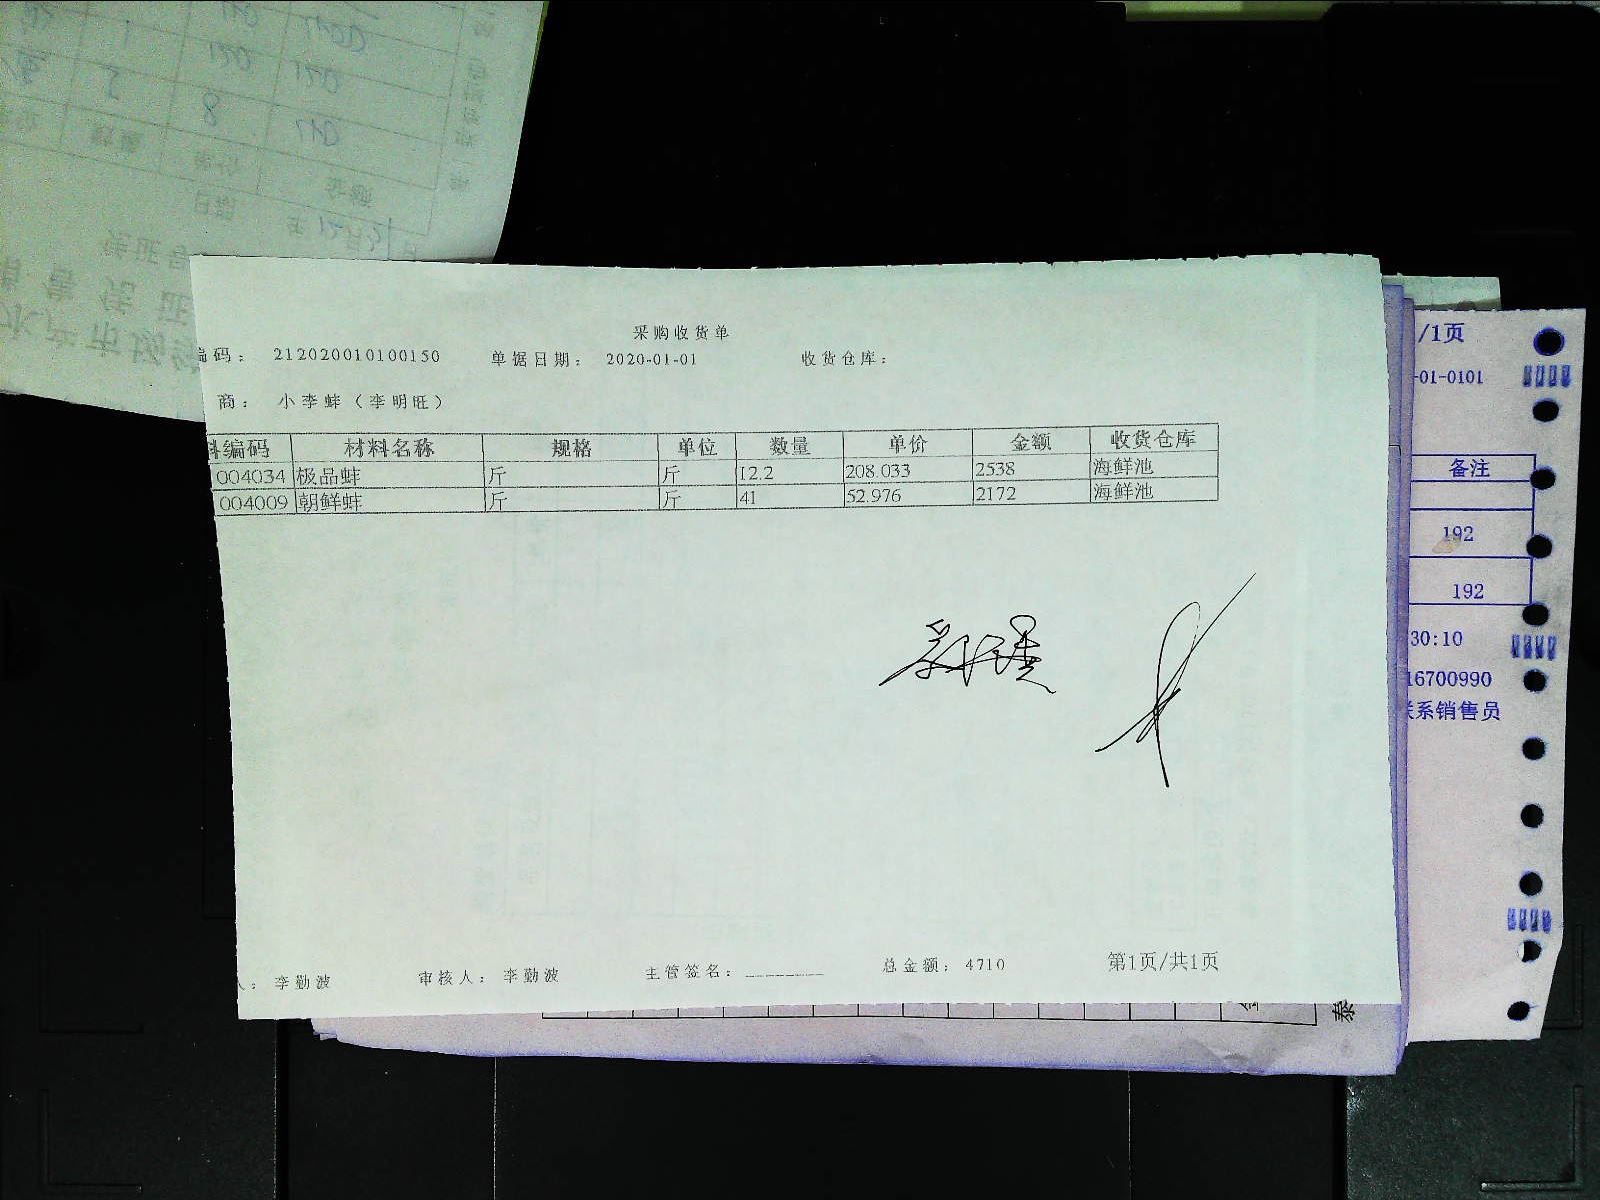 采购收货单
编码： 212020010100150 单据日期： 2020-01-01 收货仓库：
商： 小李蚌（李明旺）
料编码 材料名称 规格 单位 数量 单价 金额 收货仓库
004034 极品蚌 斤 斤 12.2 208.033 2538 海鲜池
004009 朝鲜蚌 斤 斤 41 52.976 2172 海鲜池
人： 李勤波 审核人： 李勤波 主管签名： 总金额： 4710 第1页/共1页
/1页
-01-0101
备注
192
192
30:10
16700990
联系销售员